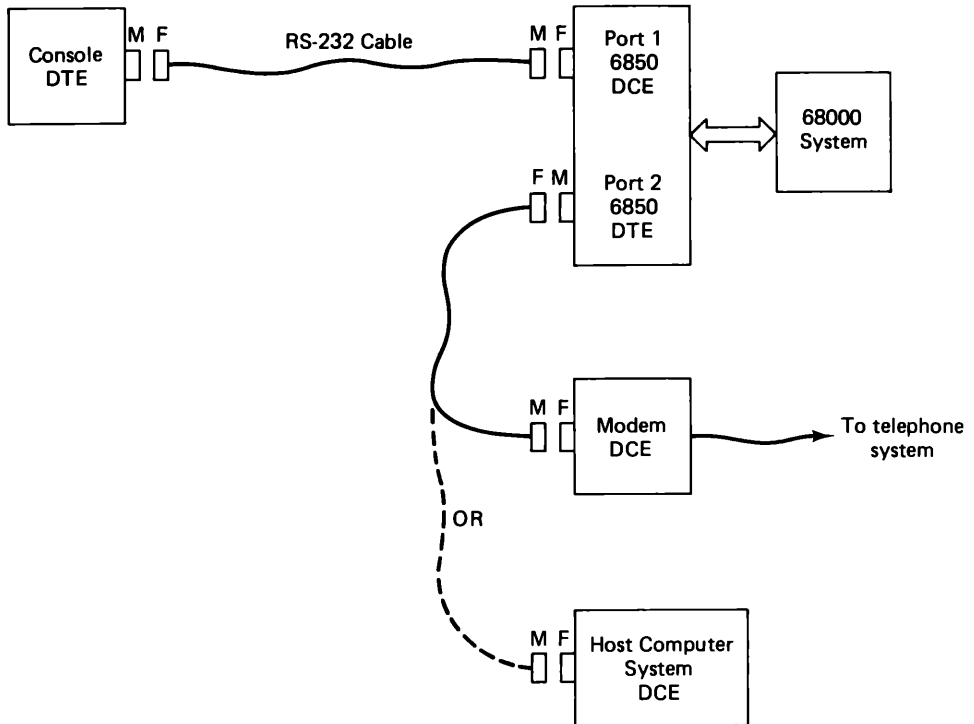 Console
DTE
M F
RS-232 Cable
M F
Port 1
6850
DCE
68000
System
F M
Port 2
6850
DTE
M F
Modem
DCE
To telephone
system
OR
M F
Host Computer
System
DCE